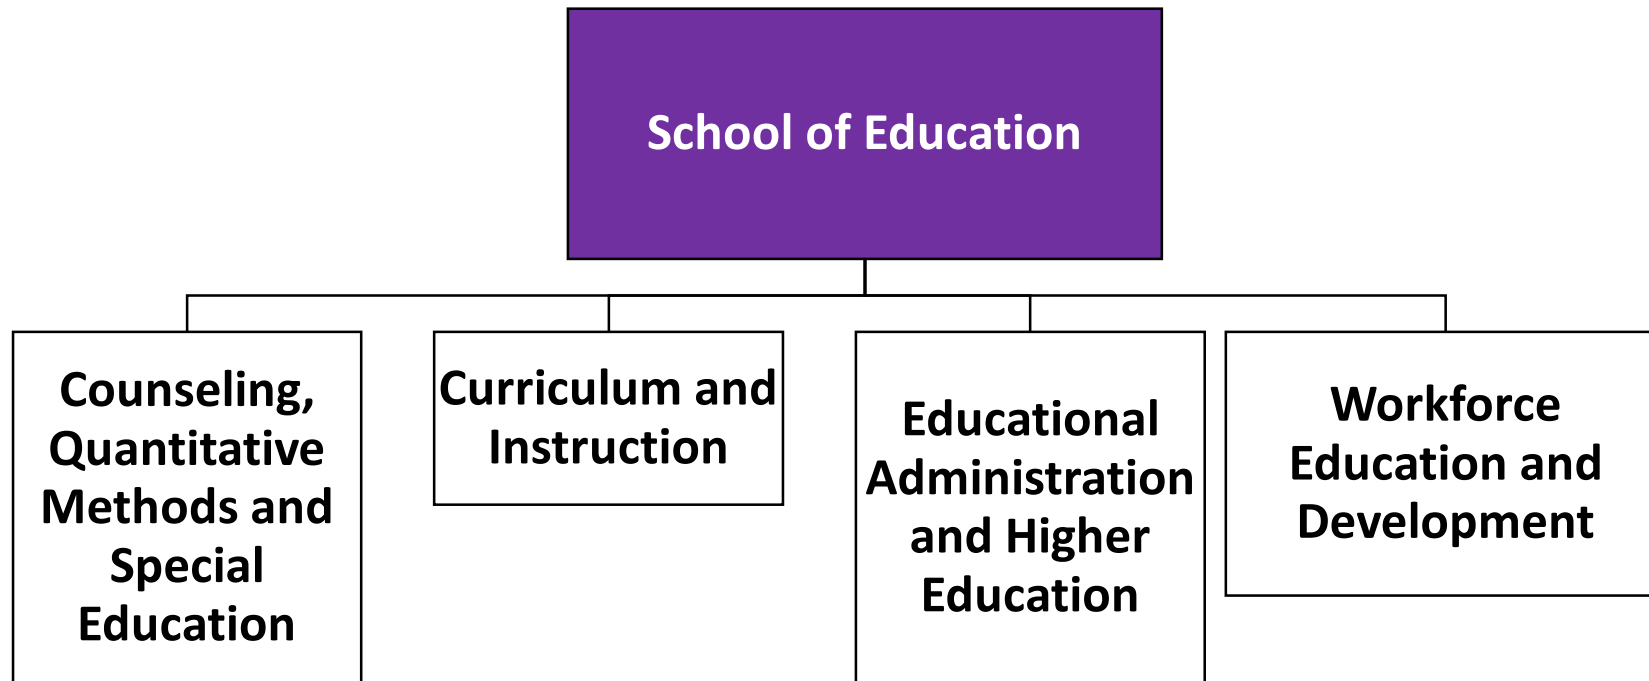 School of Education
Counseling,
Quantitative
Methods and
Special
Education
Curriculum and
Instruction
Educational
Administration
and Higher
Education
Workforce
Education and
Development